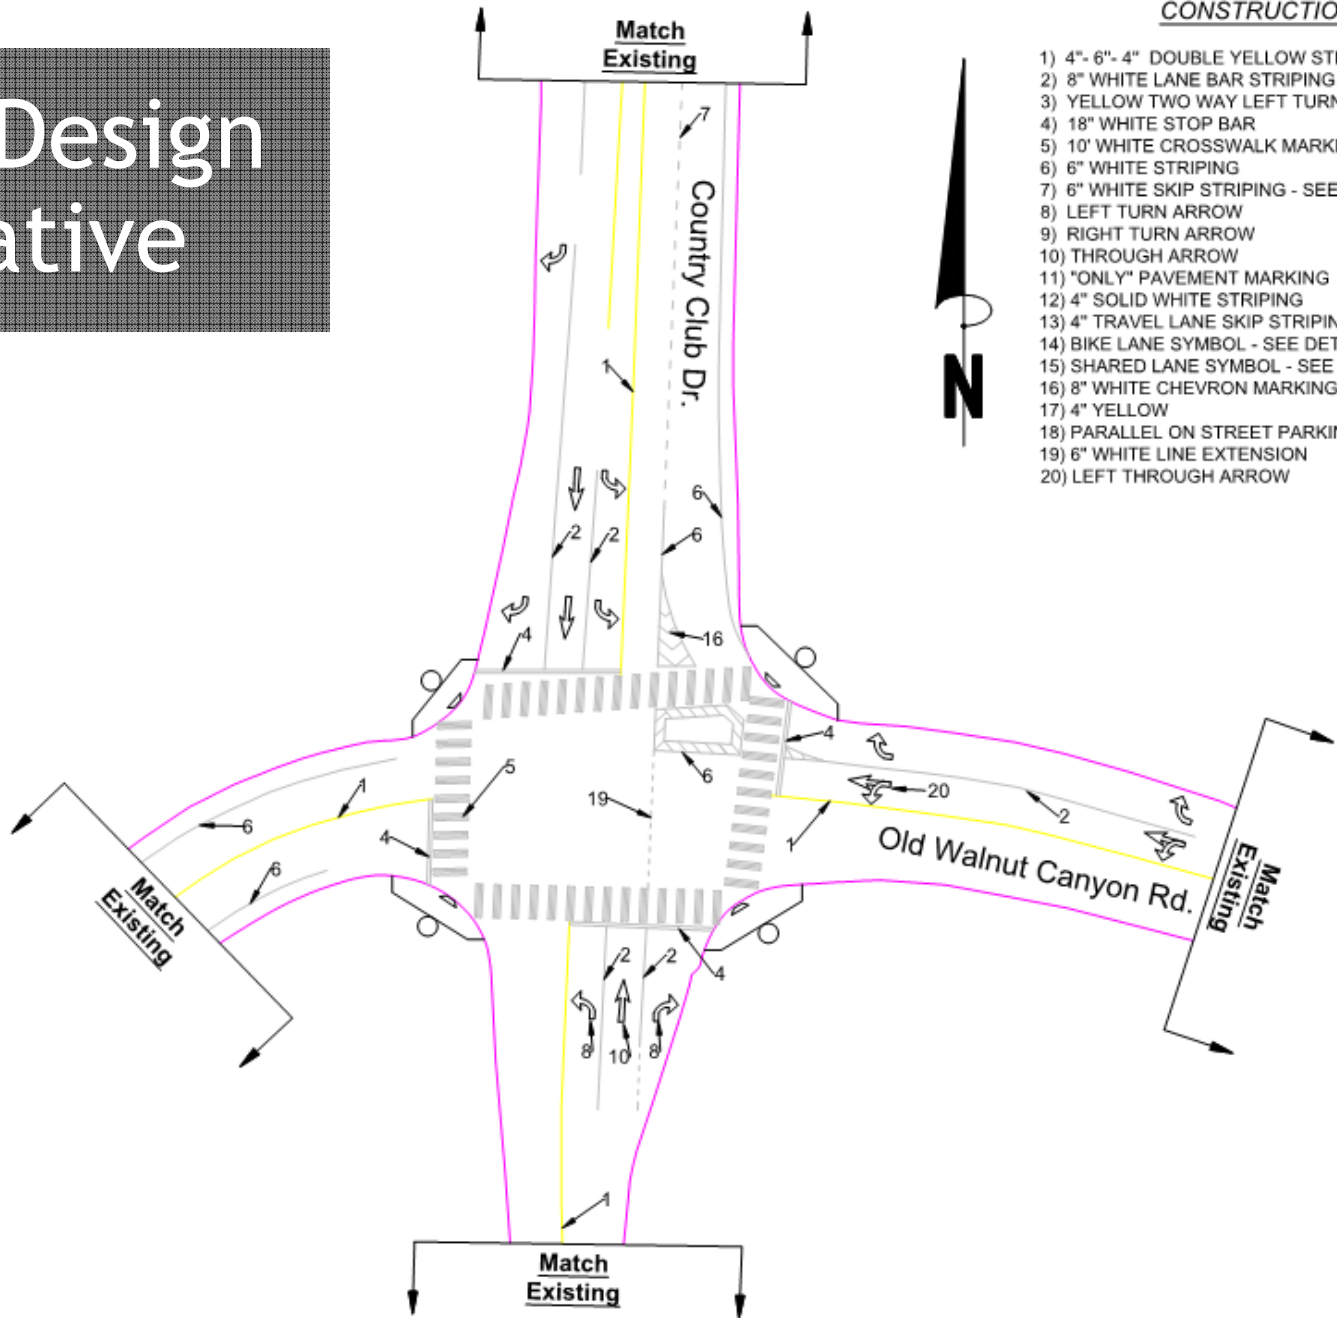 Design
ative
CONSTRUCTIO
1) 4"- 6"- 4" DOUBLE YELLOW ST
2) 8" WHITE LANE BAR STRIPING
3) YELLOW TWO WAY LEFT TURN
4) 18" WHITE STOP BAR
5) 10' WHITE CROSSWALK MARK
6) 6" WHITE STRIPING
7) 6" WHITE SKIP STRIPING - SEE
8) LEFT TURN ARROW
9) RIGHT TURN ARROW
10) THROUGH ARROW
11) "ONLY" PAVEMENT MARKING
12) 4" SOLID WHITE STRIPING
13) 4" TRAVEL LANE SKIP STRIPIN
14) BIKE LANE SYMBOL - SEE DET
15) SHARED LANE SYMBOL - SEE
16) 8" WHITE CHEVRON MARKING
17) 4" YELLOW
18) PARALLEL ON STREET PARKIN
19) 6" WHITE LINE EXTENSION
20) LEFT THROUGH ARROW
N
Match
Existing
7
Country Club Dr.
1
6
2
2
6
4
16
4
5
6
19
20
2
1
1
6
4
6
Old Walnut Canyon Rd.
Match
Existing
Match
Existing
2
2
4
8
10
8
1
Match
Existing